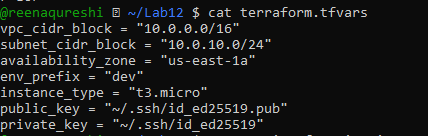 @reenaqureshi ~/Lab12 $ cat terraform.tfvars
vpc_cidr_block = "10.0.0.0/16"
subnet_cidr_block = "10.0.10.0/24"
availability_zone = "us-east-1a"
env_prefix = "dev"
instance_type = "t3.micro"
public_key = "~/.ssh/id_ed25519.pub"
private_key = "~/.ssh/id_ed25519"